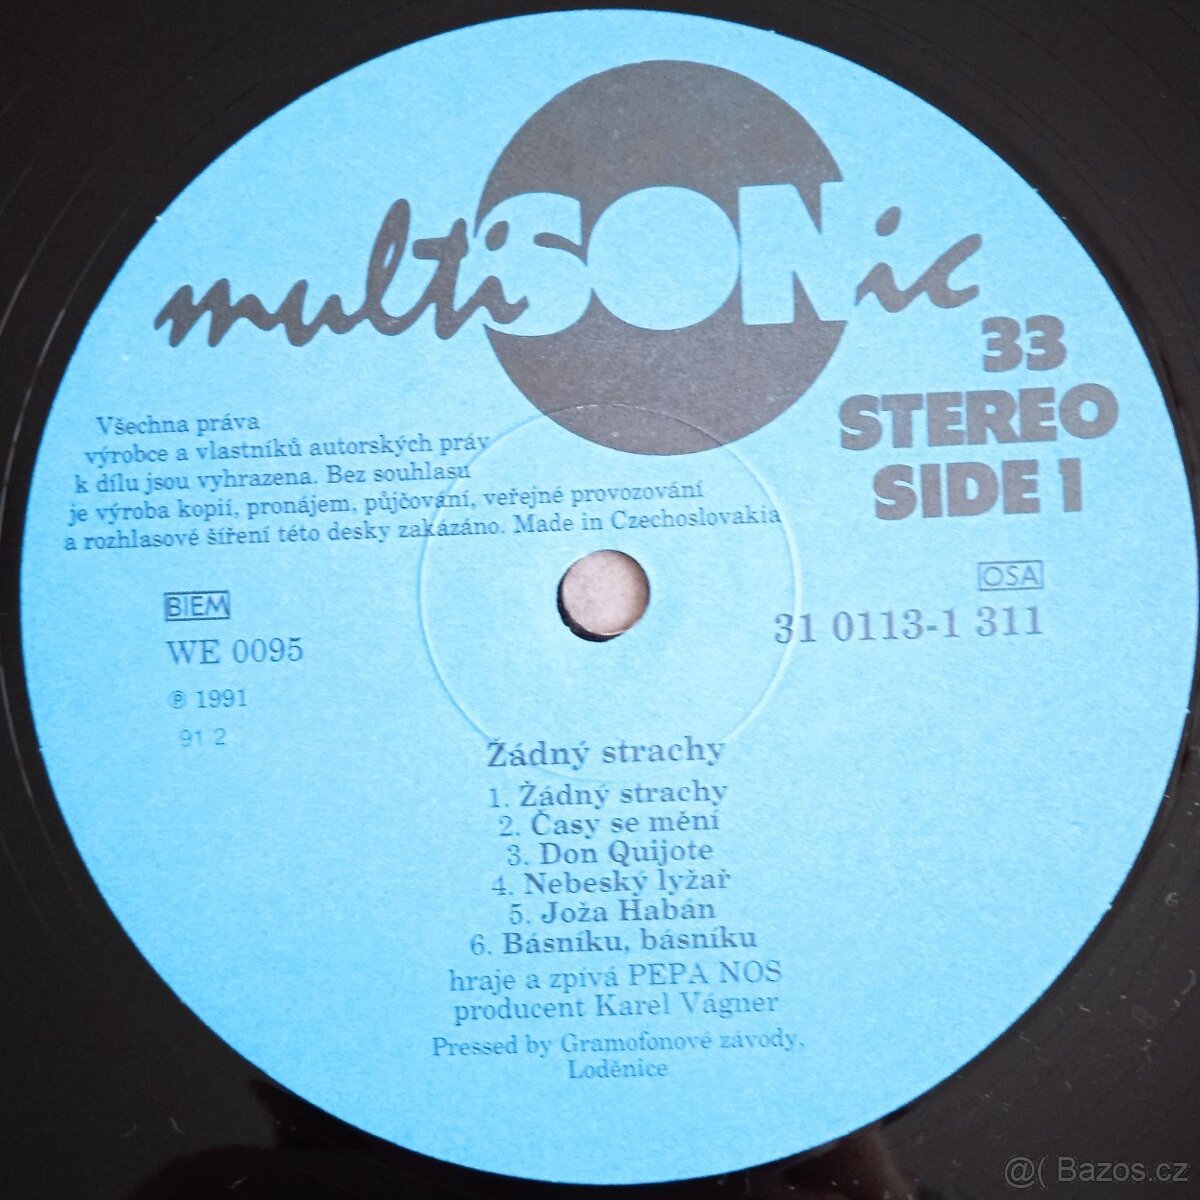 multiSONic
33
STEREO
SIDE 1
Všechna práva
výrobce a vlastníků autorských práv
k dílu jsou vyhrazena. Bez souhlasu
je výroba kopií, pronájem, půjčování, veřejné provozování
a rozhlasové šíření této desky zakázáno. Made in Czechoslovakia
BIEM
WE 0095
℗ 1991
91 2
OSA
31 0113-1 311
Žádný strachy
1. Žádný strachy
2. Časy se mění
3. Don Quijote
4. Nebeský lyžař
5. Joža Habán
6. Básníku, básníku
hraje a zpívá PEPA NOS
producent Karel Vágner
Pressed by Gramofonové závody,
Loděnice
@( Bazos.cz